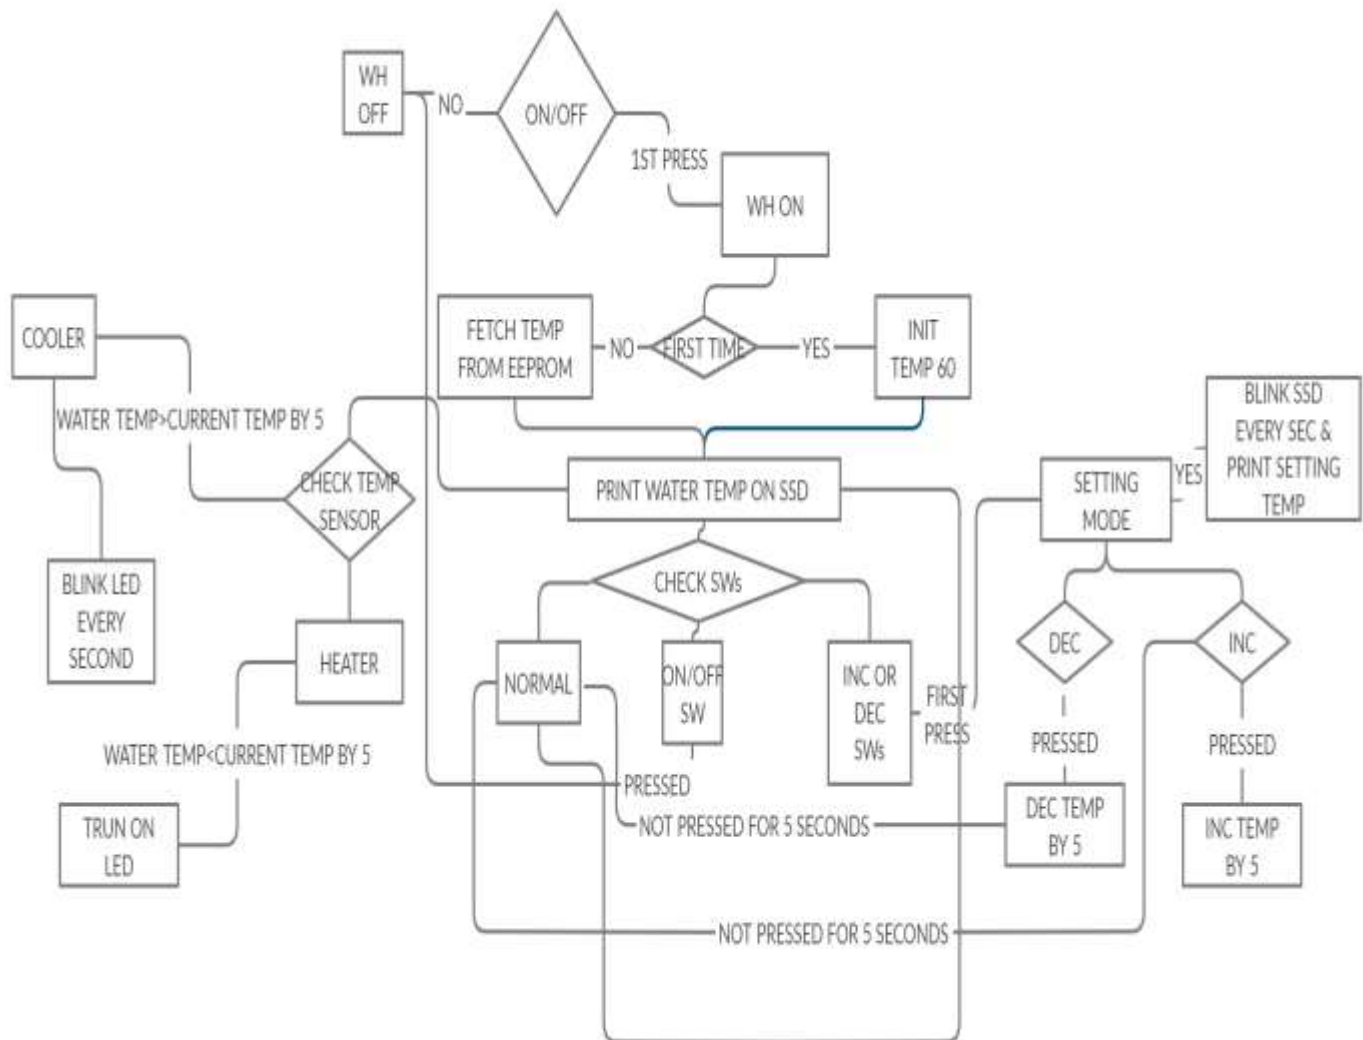 WH
OFF
NO
ON/OFF
1ST PRESS
WH ON
COOLER
FETCH TEMP
FROM EEPROM
NO
FIRST TIME
YES
INIT
TEMP 60
WATER TEMP>CURRENT TEMP BY 5
BLINK SSD
EVERY SEC &
PRINT SETTING
TEMP
CHECK TEMP
SENSOR
PRINT WATER TEMP ON SSD
SETTING
MODE
YES
BLINK LED
EVERY
SECOND
CHECK SWs
HEATER
NORMAL
ON/OFF
SW
INC OR
DEC
SWs
FIRST
PRESS
DEC
INC
WATER TEMP<CURRENT TEMP BY 5
PRESSED
PRESSED
PRESSED
TRUN ON
LED
NOT PRESSED FOR 5 SECONDS
DEC TEMP
BY 5
INC TEMP
BY 5
NOT PRESSED FOR 5 SECONDS